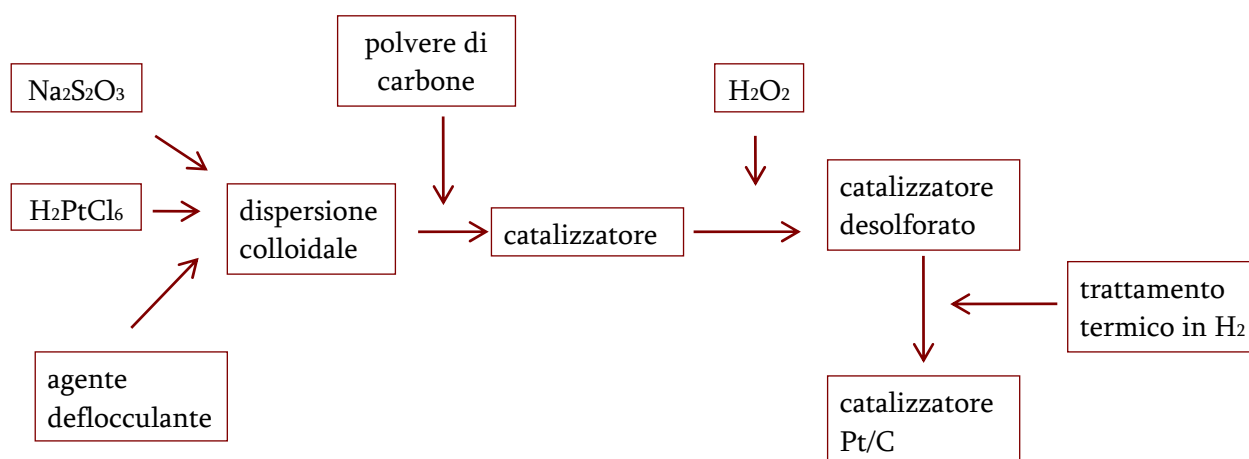 polvere di
carbone
Na₂S₂O₃
H₂O₂
H₂PtCl₆
dispersione
colloidale
catalizzatore
catalizzatore
desolforato
trattamento
termico in H₂
agente
deflocculante
catalizzatore
Pt/C